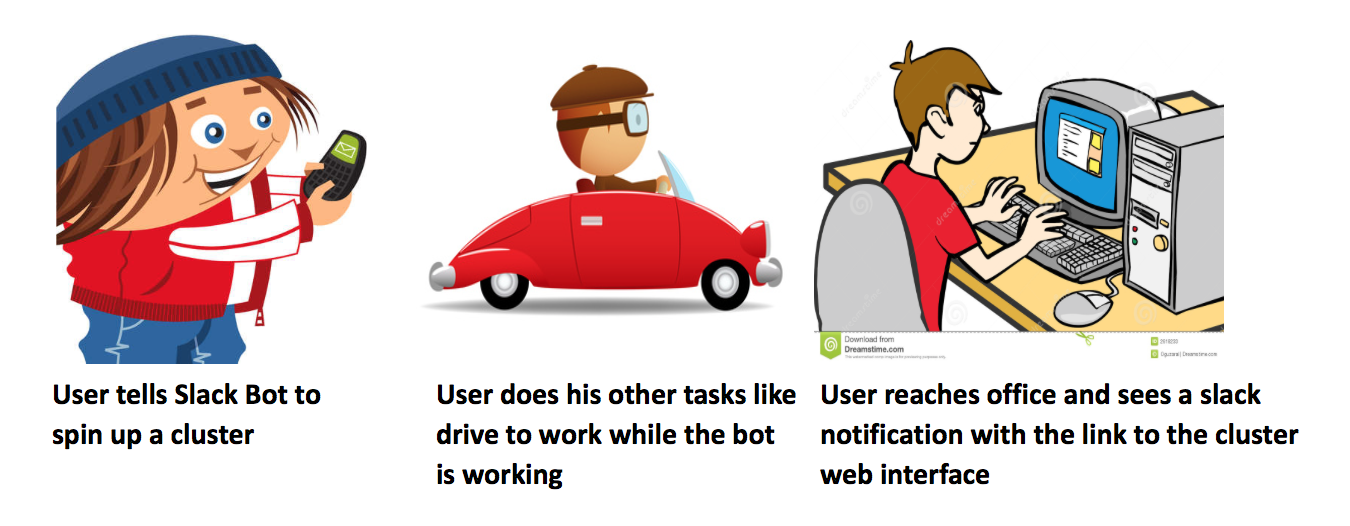 User tells Slack Bot to
spin up a cluster
User does his other tasks like
drive to work while the bot
is working
User reaches office and sees a slack
notification with the link to the cluster
web interface
Download from
Dreamstime.com